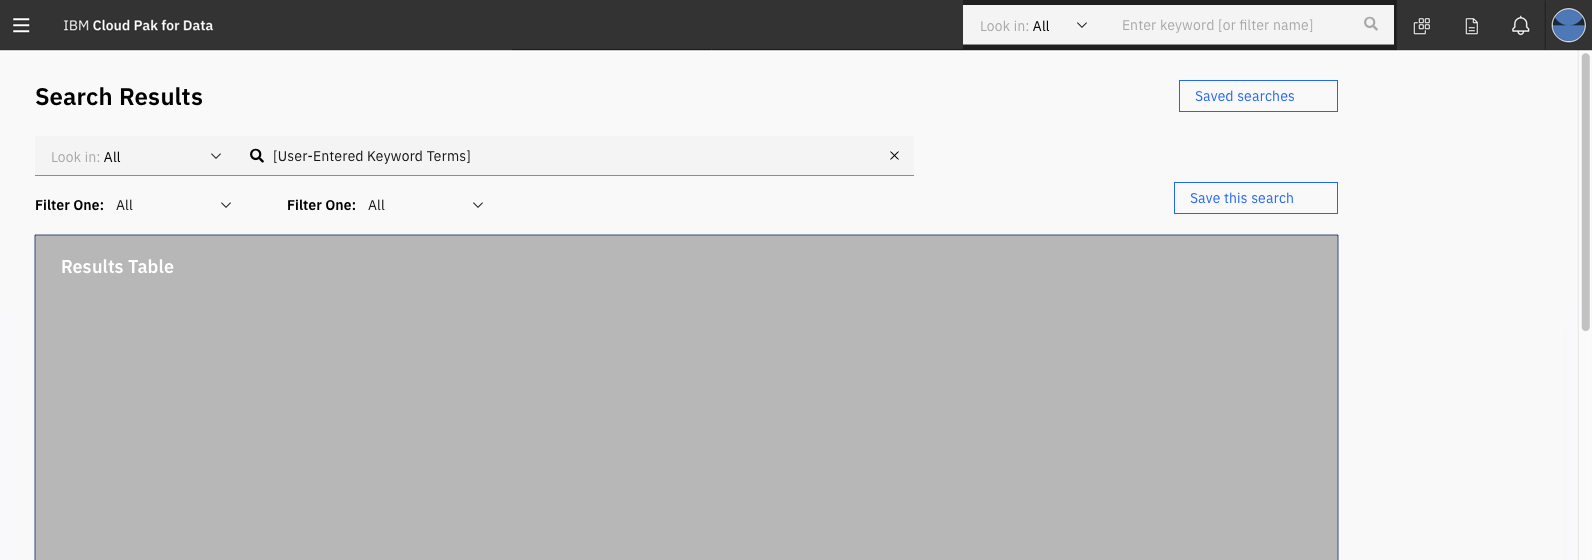 IBM Cloud Pak for Data
Look in: All
Enter keyword [or filter name]
Search Results
Saved searches
Look in: All
[User-Entered Keyword Terms]
Filter One: All
Filter One: All
Save this search
Results Table